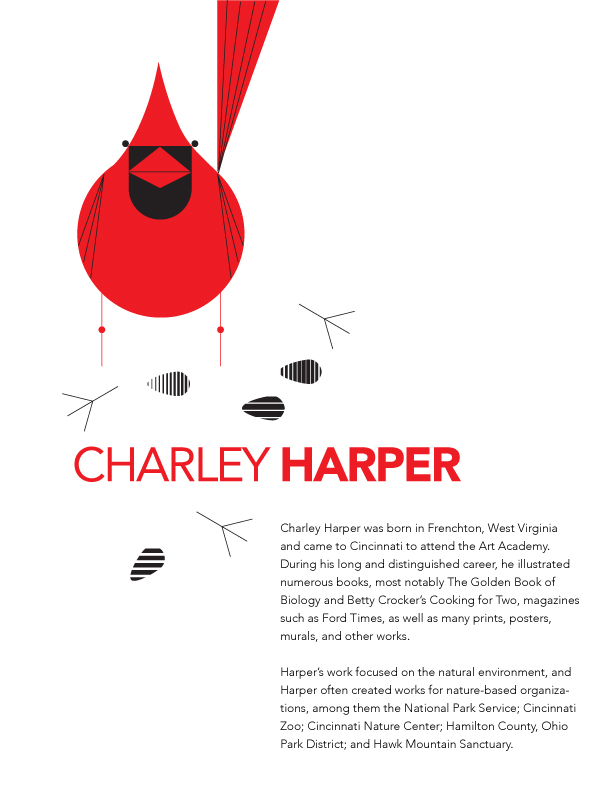 CHARLEY HARPER
Charley Harper was born in Frenchton, West Virginia
and came to Cincinnati to attend the Art Academy.
During his long and distinguished career, he illustrated
numerous books, most notably The Golden Book of
Biology and Betty Crocker’s Cooking for Two, magazines
such as Ford Times, as well as many prints, posters,
murals, and other works.
Harper’s work focused on the natural environment, and
Harper often created works for nature-based organiza-
tions, among them the National Park Service; Cincinnati
Zoo; Cincinnati Nature Center; Hamilton County, Ohio
Park District; and Hawk Mountain Sanctuary.